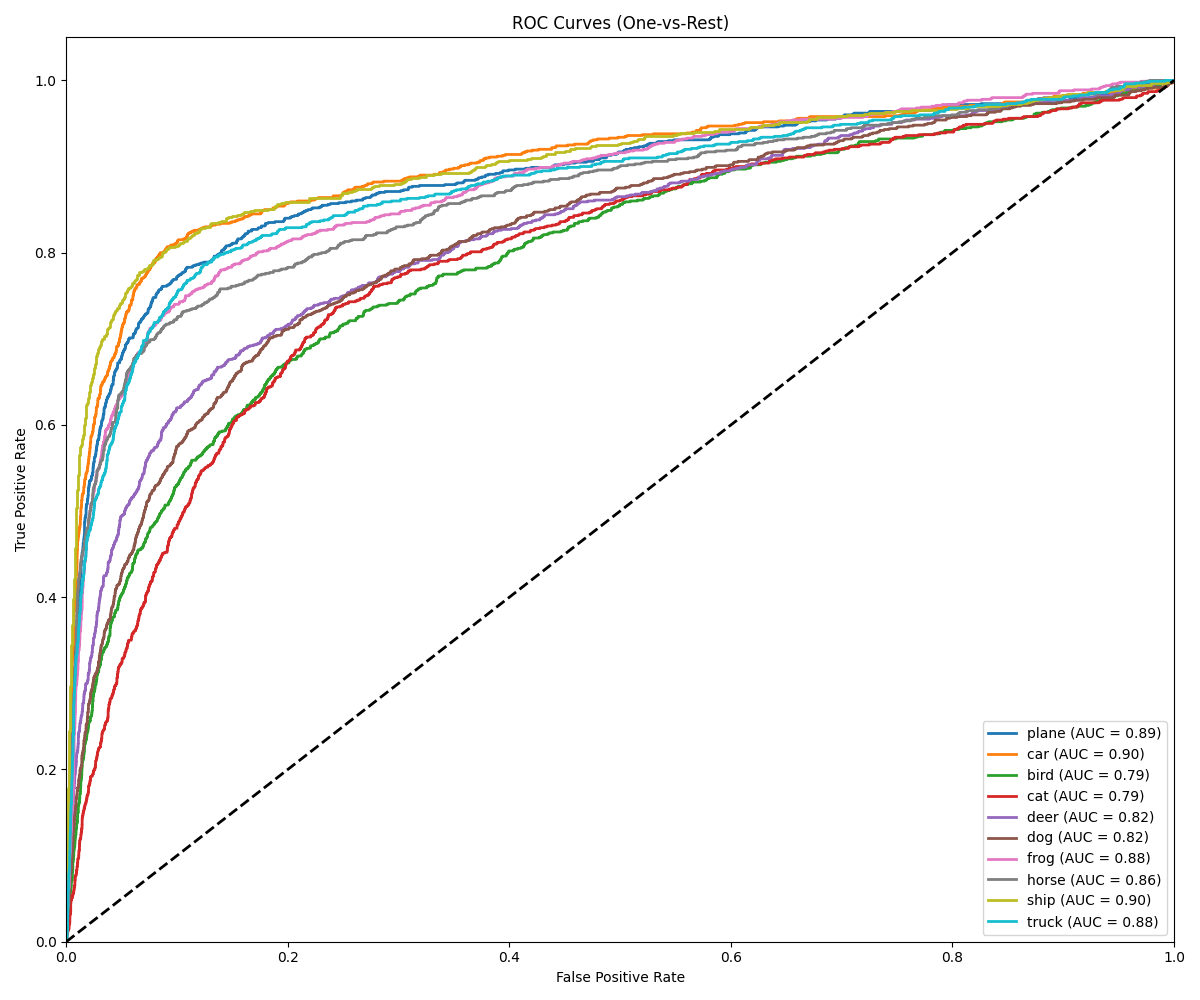 ROC Curves (One-vs-Rest)
True Positive Rate
1.0
0.8
0.6
0.4
0.2
0.0
0.0 0.2 0.4 0.6 0.8 1.0
False Positive Rate
plane (AUC = 0.89)
car (AUC = 0.90)
bird (AUC = 0.79)
cat (AUC = 0.79)
deer (AUC = 0.82)
dog (AUC = 0.82)
frog (AUC = 0.88)
horse (AUC = 0.86)
ship (AUC = 0.90)
truck (AUC = 0.88)